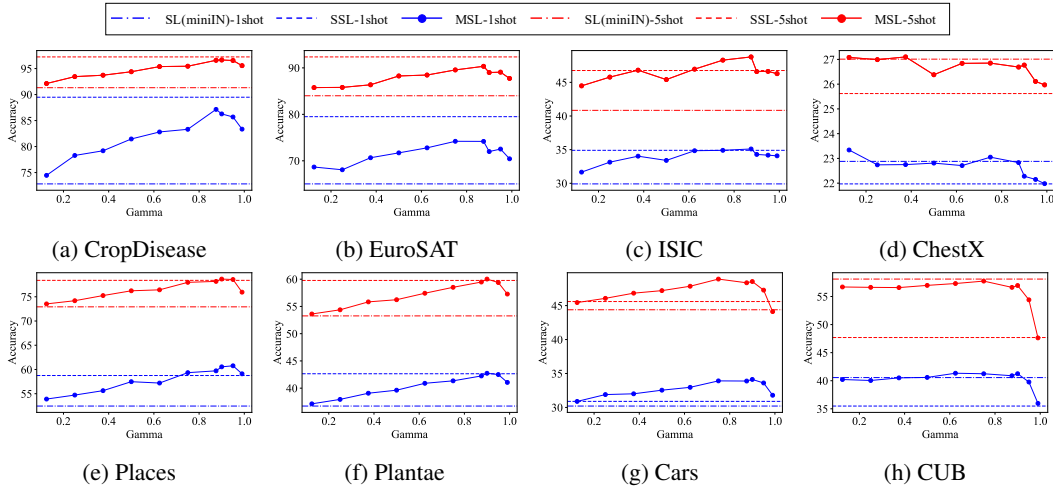 SL(miniIN)-1shot SSL-1shot MSL-1shot SL(miniIN)-5shot SSL-5shot MSL-5shot
Accuracy
95
90
85
80
75
0.2 0.4 0.6 0.8 1.0
Gamma
(a) CropDisease
Accuracy
90
80
70
0.2 0.4 0.6 0.8 1.0
Gamma
(b) EuroSAT
Accuracy
45
40
35
30
0.2 0.4 0.6 0.8 1.0
Gamma
(c) ISIC
Accuracy
27
26
25
24
23
22
0.2 0.4 0.6 0.8 1.0
Gamma
(d) ChestX
Accuracy
75
70
65
60
55
0.2 0.4 0.6 0.8 1.0
Gamma
(e) Places
Accuracy
60
55
50
45
40
0.2 0.4 0.6 0.8 1.0
Gamma
(f) Plantae
Accuracy
45
40
35
30
0.2 0.4 0.6 0.8 1.0
Gamma
(g) Cars
Accuracy
55
50
45
40
35
0.2 0.4 0.6 0.8 1.0
Gamma
(h) CUB